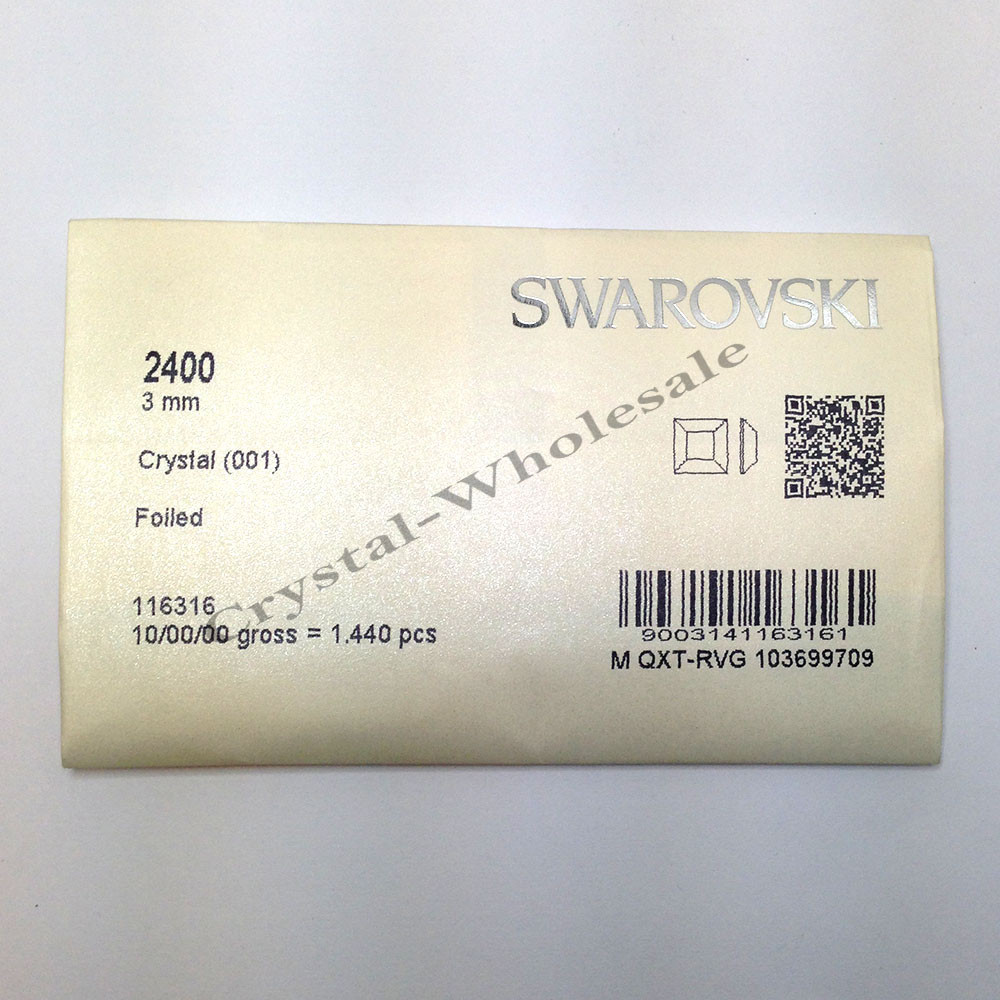 SWAROVSKI
2400
3 mm
Crystal (001)
Foiled
116316
10/00/00 gross = 1.440 pcs
9003141163161
M QXT-RVG 103699709
Crystal-Wholesale